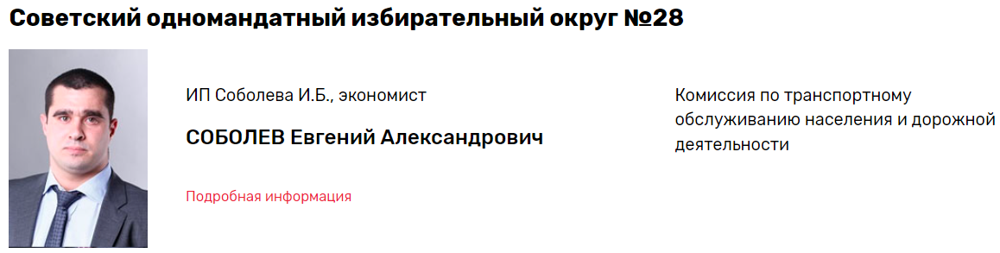 Советский одномандатный избирательный округ №28
ИП Соболева И.Б., экономист
СОБОЛЕВ Евгений Александрович
Подробная информация
Комиссия по транспортному
обслуживанию населения и дорожной
деятельности